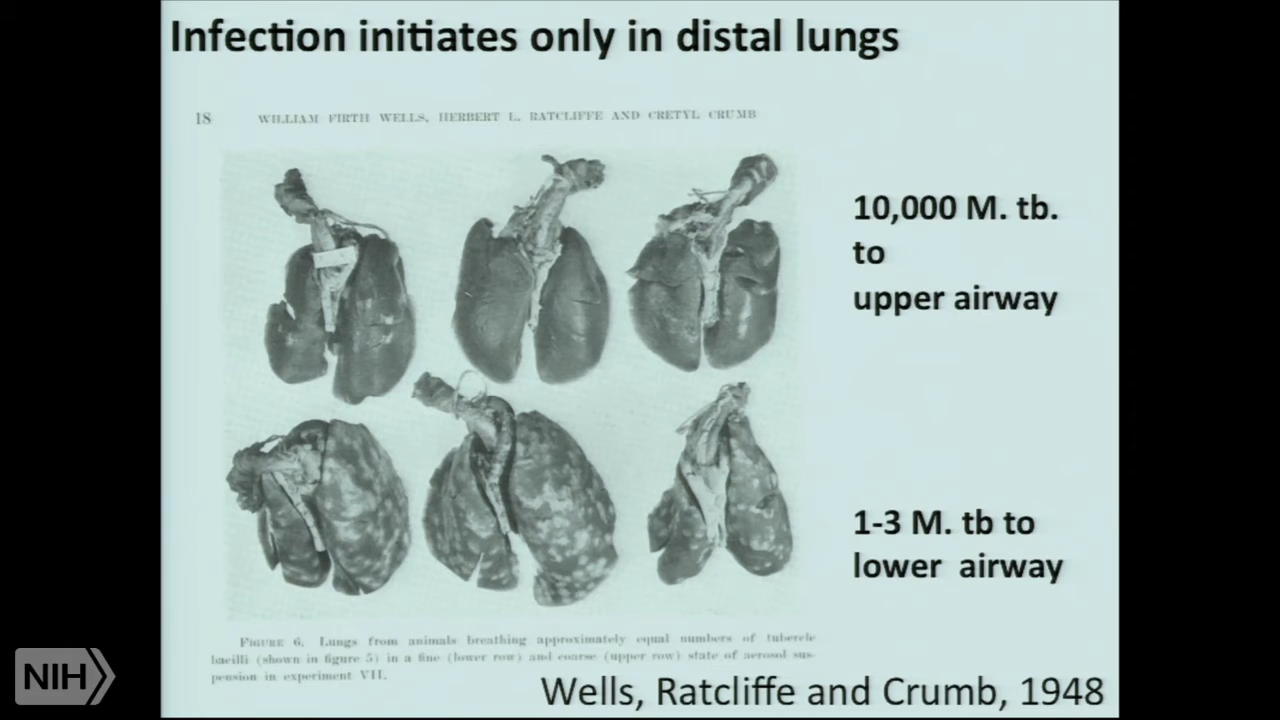 Infection initiates only in distal lungs
18 WILLIAM FIRTH WELLS, HERBERT L. RATCLIFFE AND CRETYL CRUMB
10,000 M. tb.
to
upper airway
1-3 M. tb to
lower airway
FIGURE 6. Lungs from animals breathing approximately equal numbers of tubercle
bacilli (shown in figure 5) in a fine (lower row) and coarse (upper row) state of aerosol sus-
pension in experiment VII.
Wells, Ratcliffe and Crumb, 1948
NIH